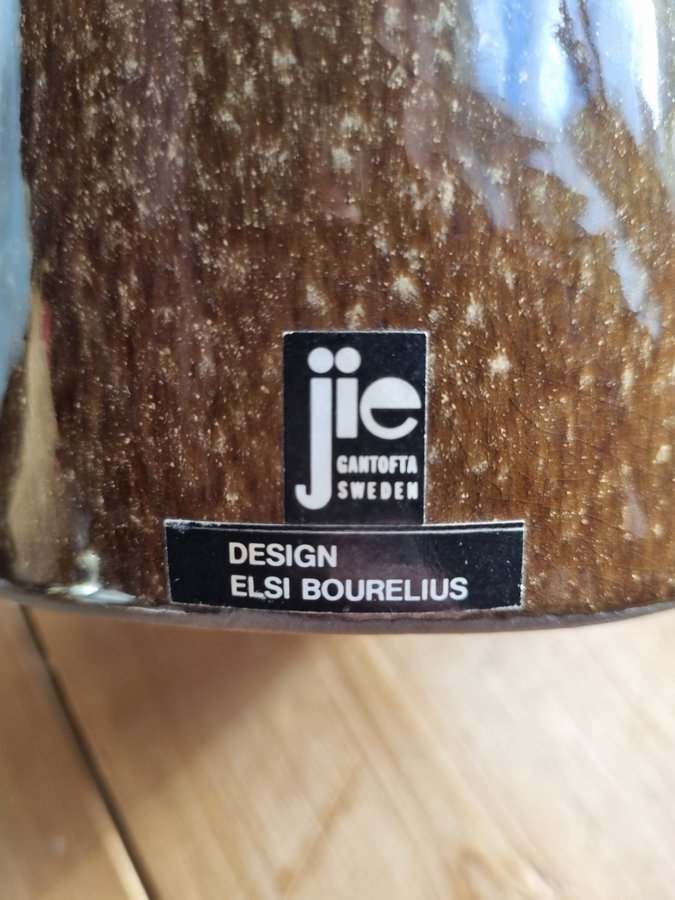 jie
GANTOFTA
SWEDEN
DESIGN
ELSI BOURELIUS